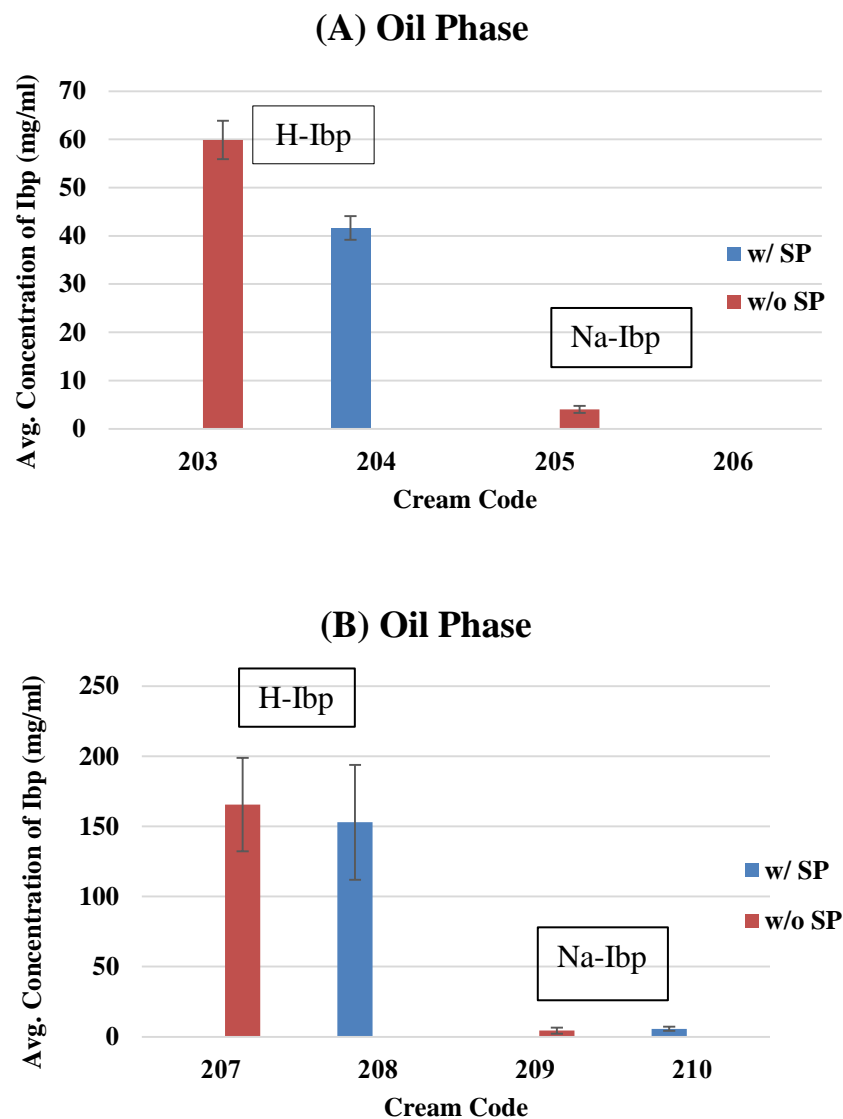 (A) Oil Phase
Avg. Concentration of Ibp (mg/ml)
70
60
50
40
30
20
10
0
H-Ibp
Na-Ibp
w/ SP
w/o SP
203 204 205 206
Cream Code
(B) Oil Phase
Avg. Concentration of Ibp (mg/ml)
250
200
150
100
50
0
H-Ibp
Na-Ibp
w/ SP
w/o SP
207 208 209 210
Cream Code